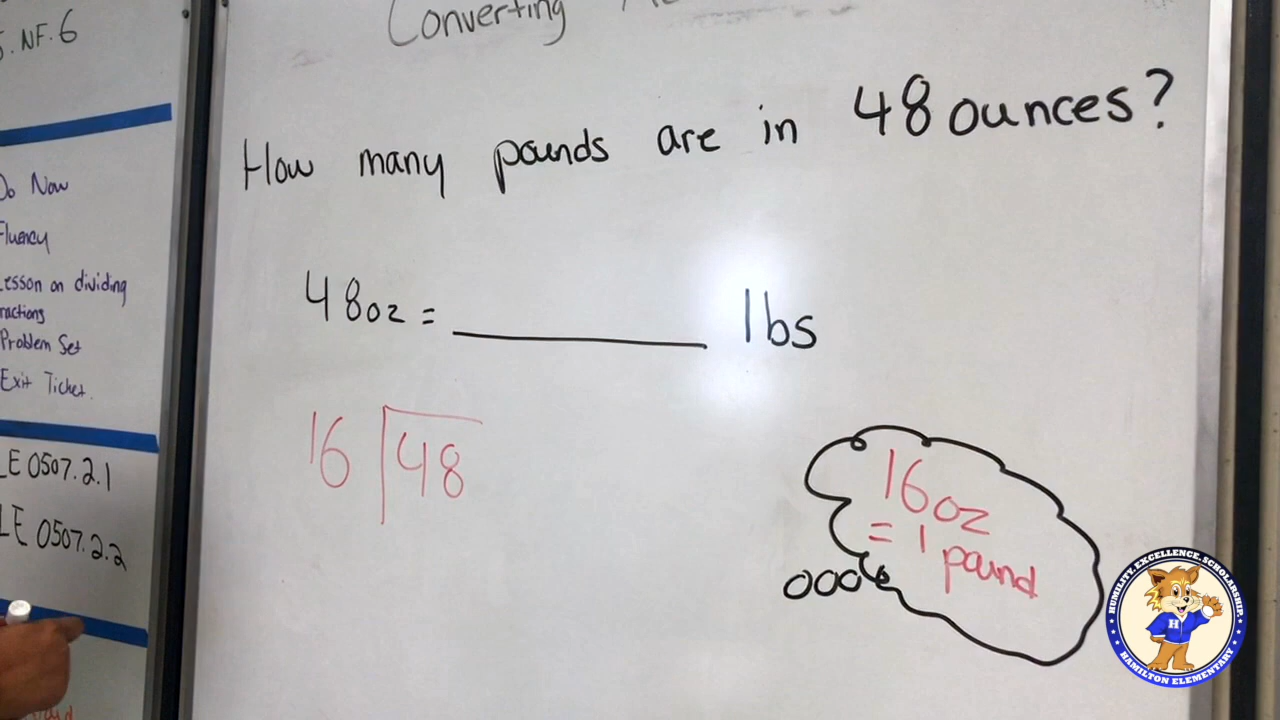 .NF.6
Do Now
Fluency
Lesson on dividing
ractions
Problem Set
Exit Ticket.
LE 0507.2.1
LE 0507.2.2
Converting
How many pounds are in 48 ounces?
48oz = ________ lbs
16 48
16oz
= 1 pound
HUMILITY.EXCELLENCE.SCHOLARSHIP.
H
HAMILTON ELEMENTARY